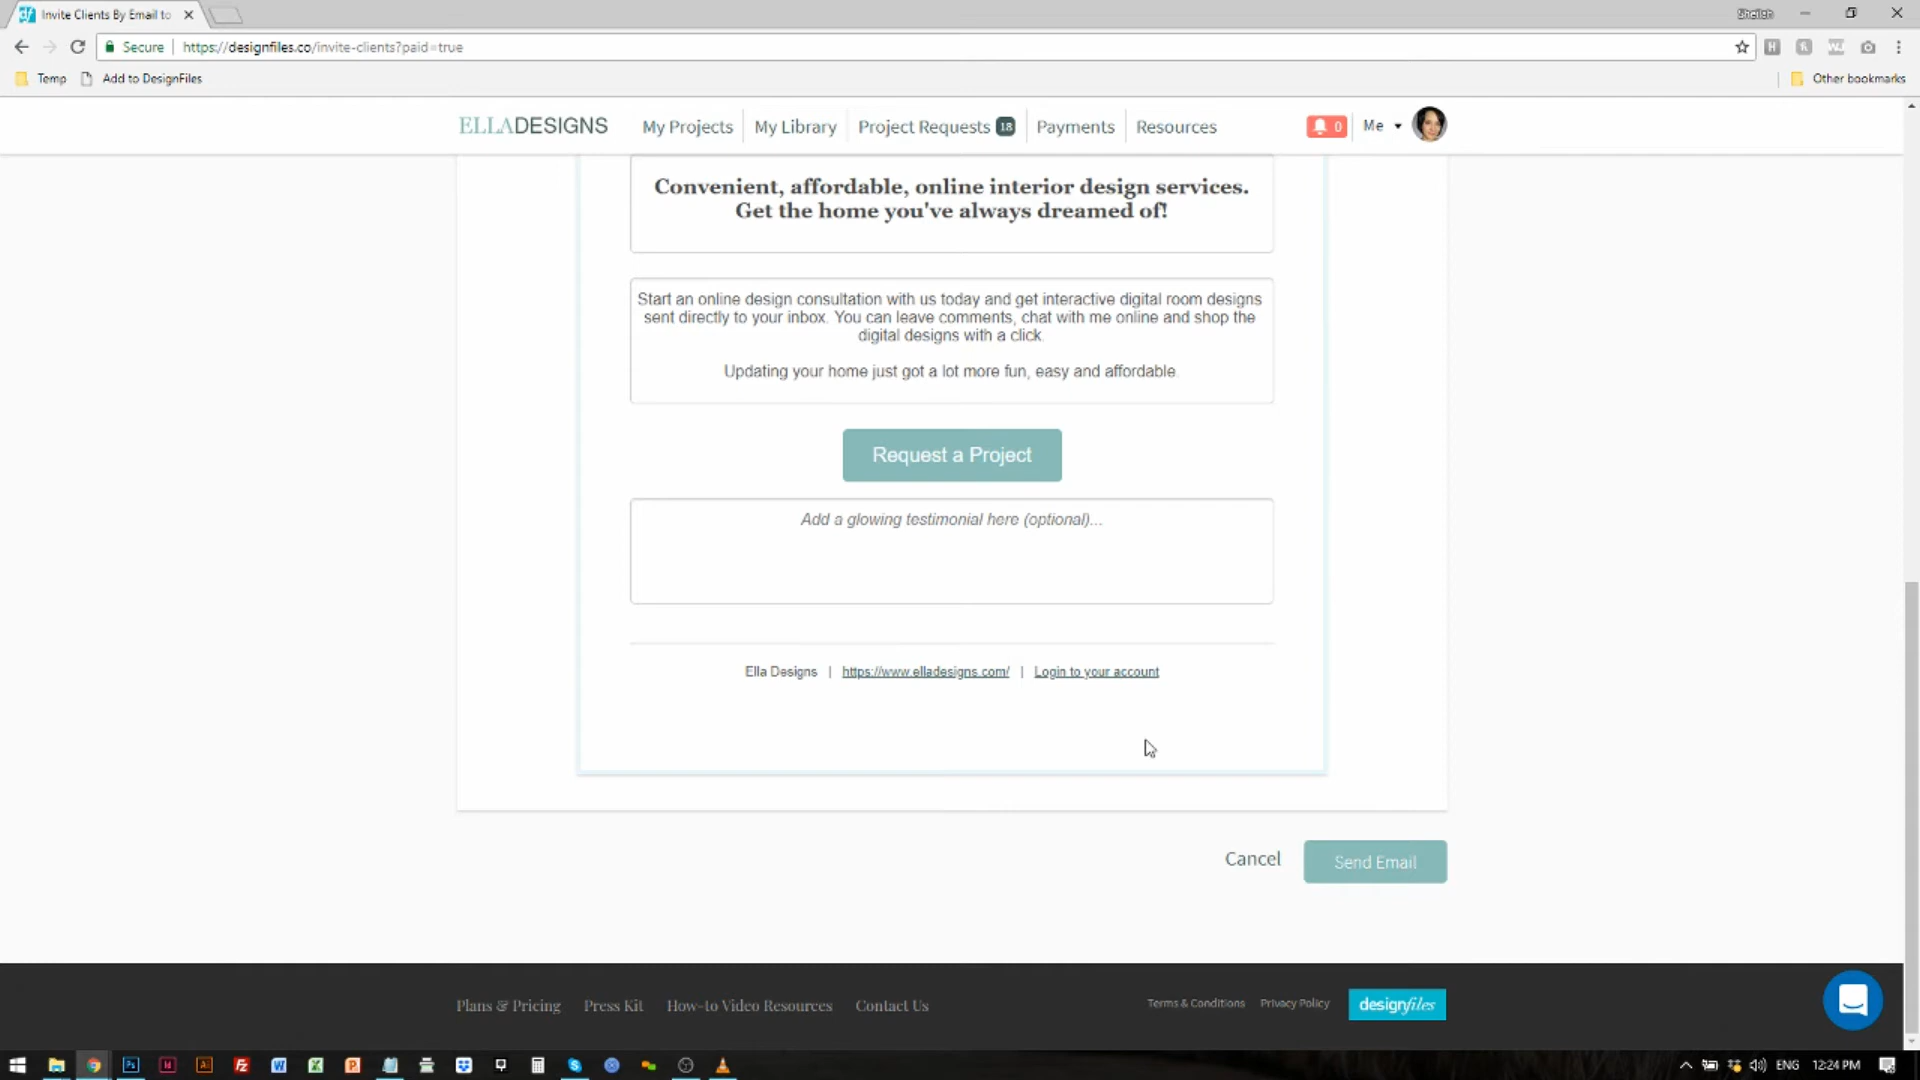 Invite Clients By Email to
Secure
https://designfiles.co/invite-clients?paid=true
Temp
Add to DesignFiles
Other bookmarks
ELLADESIGNS
My Projects
My Library
Project Requests 18
Payments
Resources
0
Me
Convenient, affordable, online interior design services.
Get the home you've always dreamed of!
Start an online design consultation with us today and get interactive digital room designs
sent directly to your inbox. You can leave comments, chat with me online and shop the
digital designs with a click.
Updating your home just got a lot more fun, easy and affordable.
Request a Project
Add a glowing testimonial here (optional)...
Ella Designs | https://www.elladesigns.com/ | Login to your account
Cancel
Send Email
Plans & Pricing
Press Kit
How-to Video Resources
Contact Us
Terms & Conditions
Privacy Policy
designfiles
ENG
12:24 PM